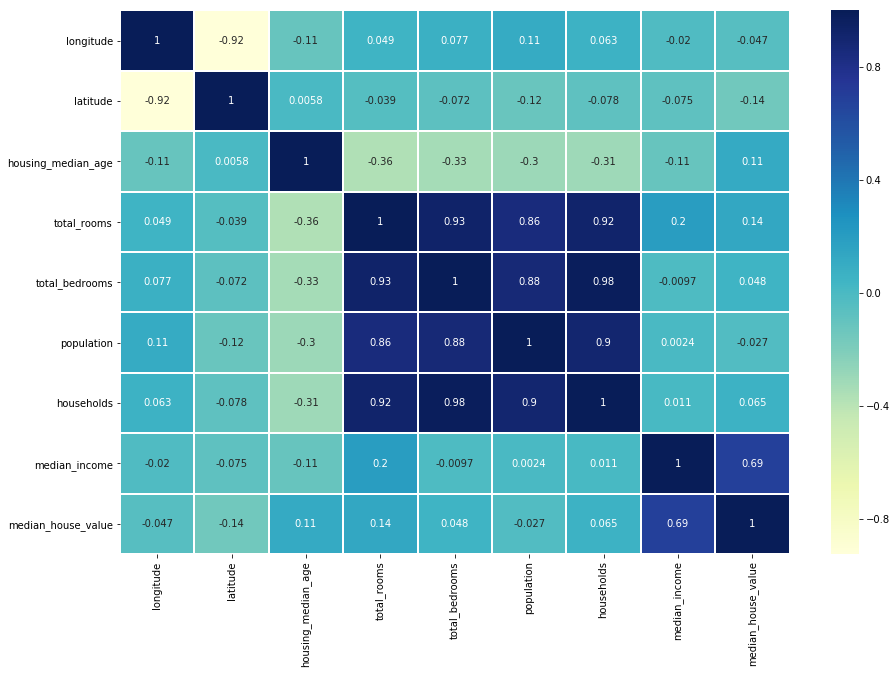 longitude 1 -0.92 -0.11 0.049 0.077 0.11 0.063 -0.02 -0.047
latitude -0.92 1 0.0058 -0.039 -0.072 -0.12 -0.078 -0.075 -0.14
housing_median_age -0.11 0.0058 1 -0.36 -0.33 -0.3 -0.31 -0.11 0.11
total_rooms 0.049 -0.039 -0.36 1 0.93 0.86 0.92 0.2 0.14
total_bedrooms 0.077 -0.072 -0.33 0.93 1 0.88 0.98 -0.0097 0.048
population 0.11 -0.12 -0.3 0.86 0.88 1 0.9 0.0024 -0.027
households 0.063 -0.078 -0.31 0.92 0.98 0.9 1 0.011 0.065
median_income -0.02 -0.075 -0.11 0.2 -0.0097 0.0024 0.011 1 0.69
median_house_value -0.047 -0.14 0.11 0.14 0.048 -0.027 0.065 0.69 1
longitude
latitude
housing_median_age
total_rooms
total_bedrooms
population
households
median_income
median_house_value
0.8
0.4
0.0
−0.4
−0.8